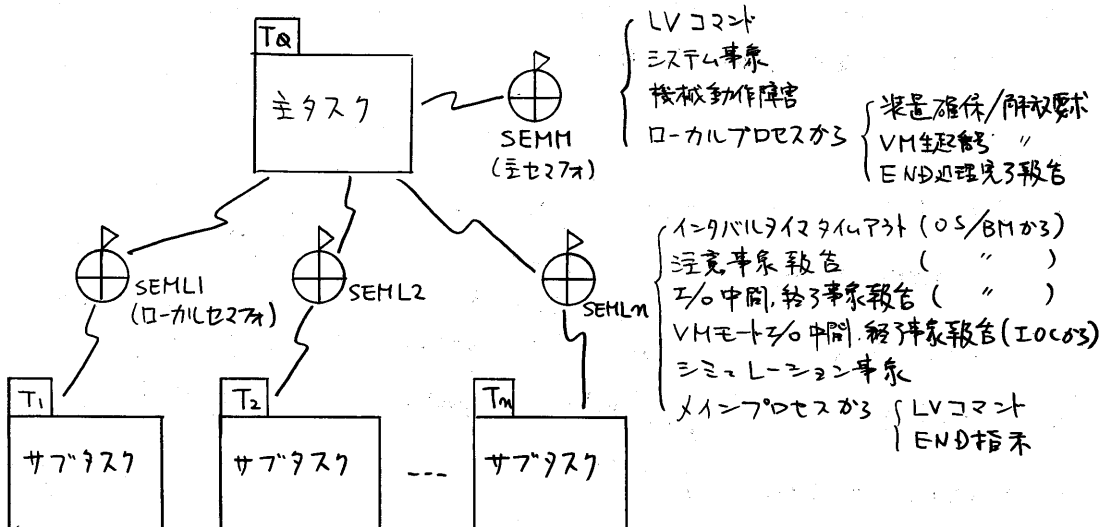 TQ
主タスク
SEMM
(主セマフォ)
LVコマンド
システム事象
機械動作障害
ローカルプロセスから
装置確保/解放要求
VM生起番号 〃
END処理完了報告
SEML1
(ローカルセマフォ)
SEML2
SEMLn
インタバルタイマタイムアウト (OS/BMから)
注意事象報告 ( 〃 )
I/O中間,終了事象報告 ( 〃 )
VMモードI/O中間.終了事象報告 (IOCから)
シミュレーション事象
メインプロセスから
LVコマンド
END指示
T1
サブタスク
T2
サブタスク
---
Tn
サブタスク